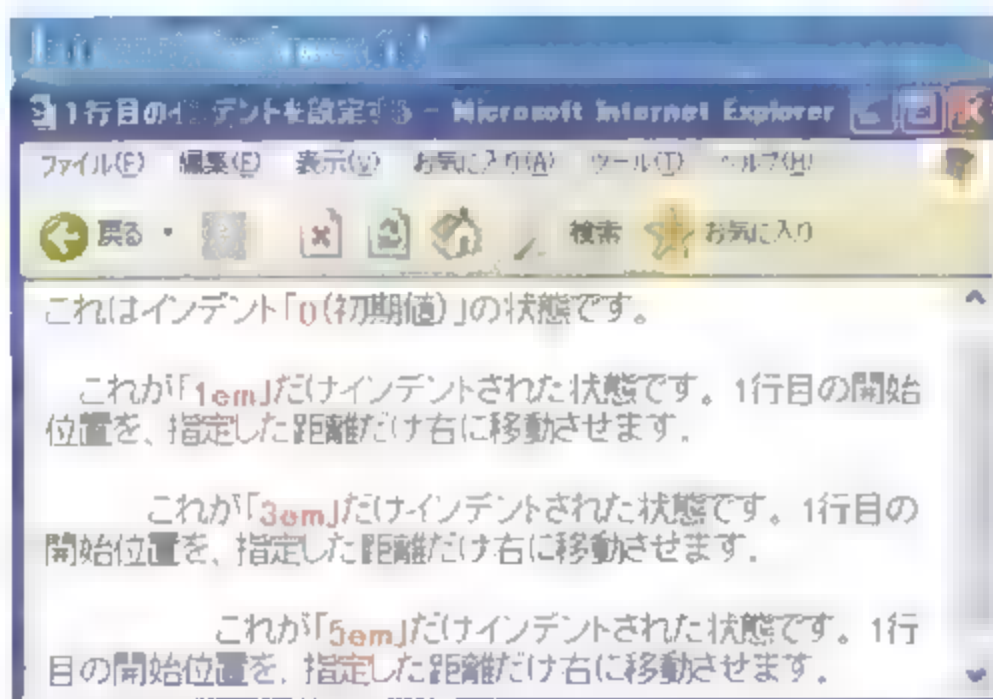 1行目のインデントを設定する - Microsoft Internet Explorer
ファイル(F) 編集(E) 表示(V) お気に入り(A) ツール(T) ヘルプ(H)
戻る 検索 お気に入り
これはインデント「0(初期値)」の状態です。
これが「1em」だけインデントされた状態です。1行目の開始
位置を、指定した距離だけ右に移動させます。
これが「3em」だけインデントされた状態です。1行目の
開始位置を、指定した距離だけ右に移動させます。
これが「5em」だけインデントされた状態です。1行
目の開始位置を、指定した距離だけ右に移動させます。